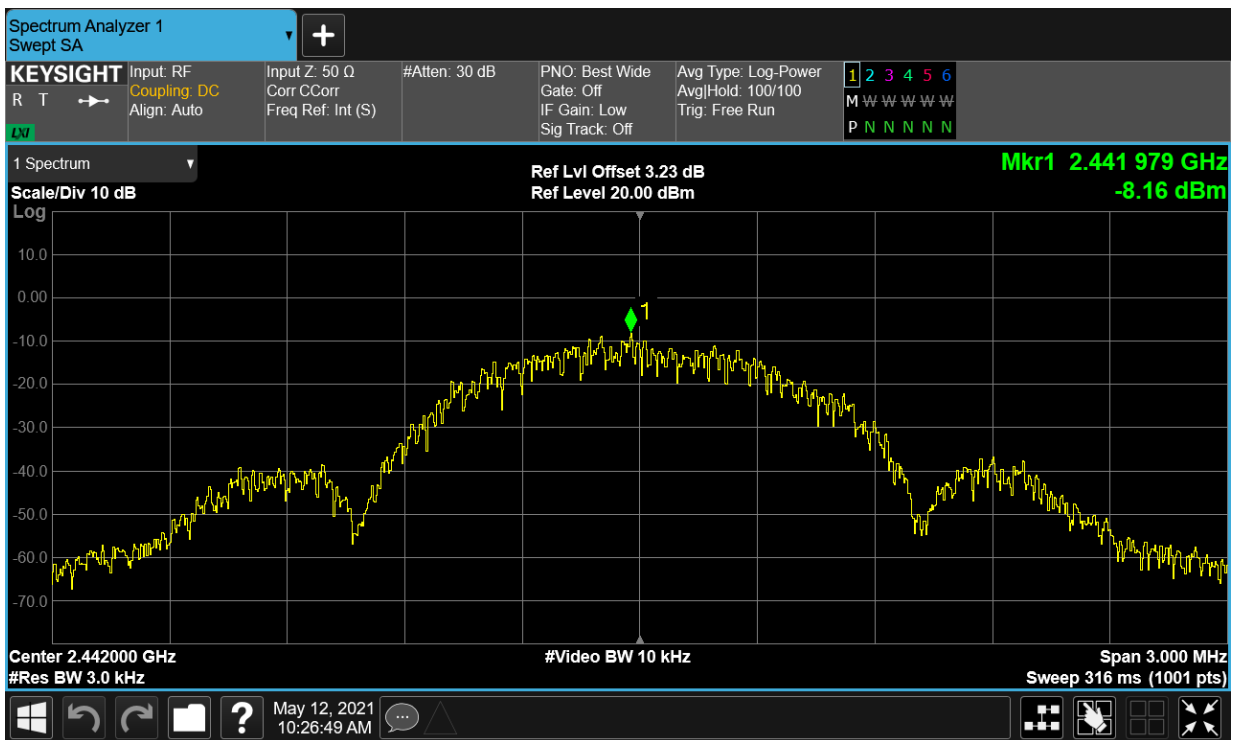 Spectrum Analyzer 1
Swept SA
KEYSIGHT
R T
LXI
Input: RF
Coupling: DC
Align: Auto
Input Z: 50 Ω
Corr CCorr
Freq Ref: Int (S)
#Atten: 30 dB
PNO: Best Wide
Gate: Off
IF Gain: Low
Sig Track: Off
Avg Type: Log-Power
Avg|Hold: 100/100
Trig: Free Run
1 2 3 4 5 6
M W W W W W
P N N N N N
1 Spectrum
Scale/Div 10 dB
Log
Ref Lvl Offset 3.23 dB
Ref Level 20.00 dBm
Mkr1 2.441 979 GHz
-8.16 dBm
10.0
0.00
-10.0
-20.0
-30.0
-40.0
-50.0
-60.0
-70.0
1
Center 2.442000 GHz
#Res BW 3.0 kHz
#Video BW 10 kHz
Span 3.000 MHz
Sweep 316 ms (1001 pts)
?
May 12, 2021
10:26:49 AM